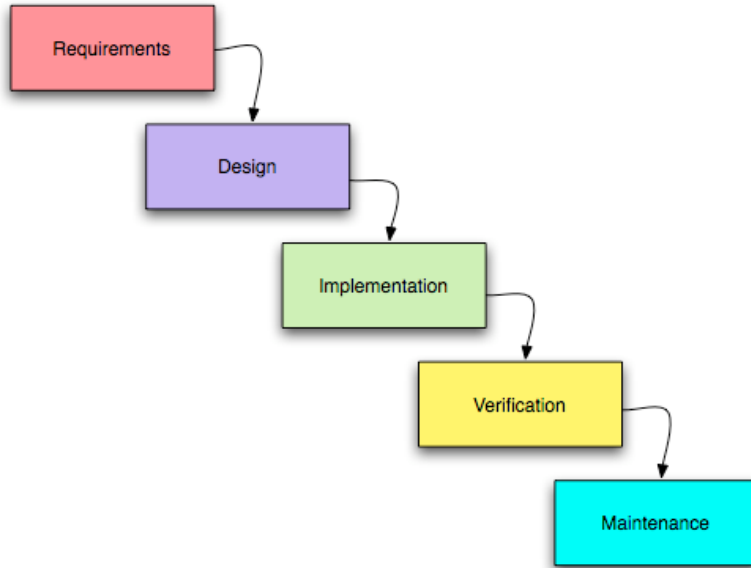 Requirements
Design
Implementation
Verification
Maintenance